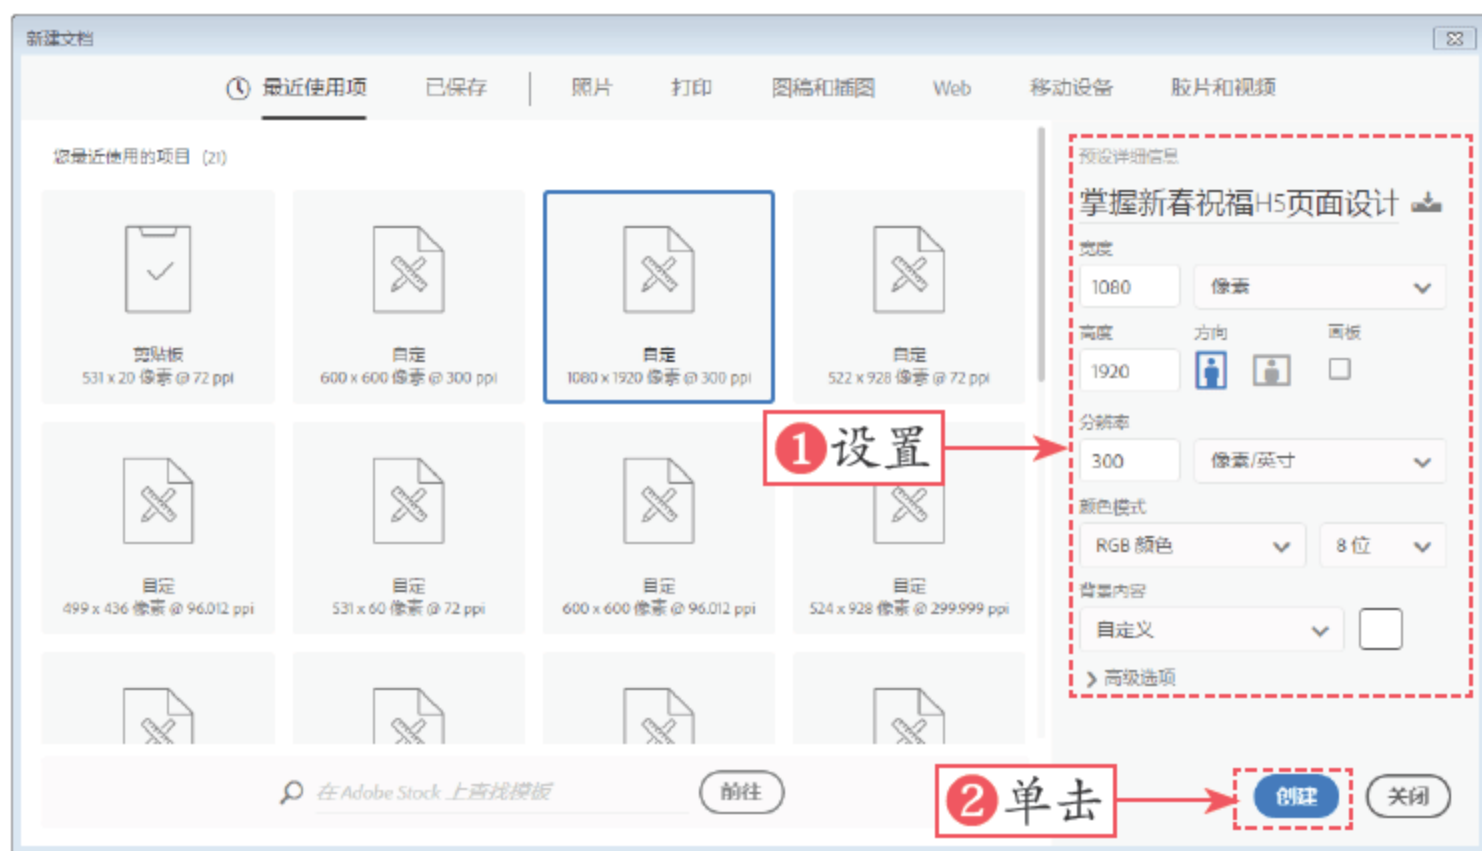 新建文档
最近使用项 已保存 照片 打印 图稿和插图 Web 移动设备 胶片和视频
您最近使用的项目 (21)
剪贴板
531 x 20 像素 @ 72 ppi
自定
600 x 600 像素 @ 300 ppi
自定
1080 x 1920 像素 @ 300 ppi
自定
522 x 928 像素 @ 72 ppi
自定
499 x 436 像素 @ 96.012 ppi
自定
531 x 60 像素 @ 72 ppi
自定
600 x 600 像素 @ 96.012 ppi
自定
524 x 928 像素 @ 299.999 ppi
在 Adobe Stock 上查找模板
前往
预设详细信息
掌握新春祝福H5页面设计
宽度
1080 像素
高度 方向 画板
1920
1设置
分辨率
300 像素/英寸
颜色模式
RGB 颜色 8 位
背景内容
自定义
高级选项
2单击
创建 关闭